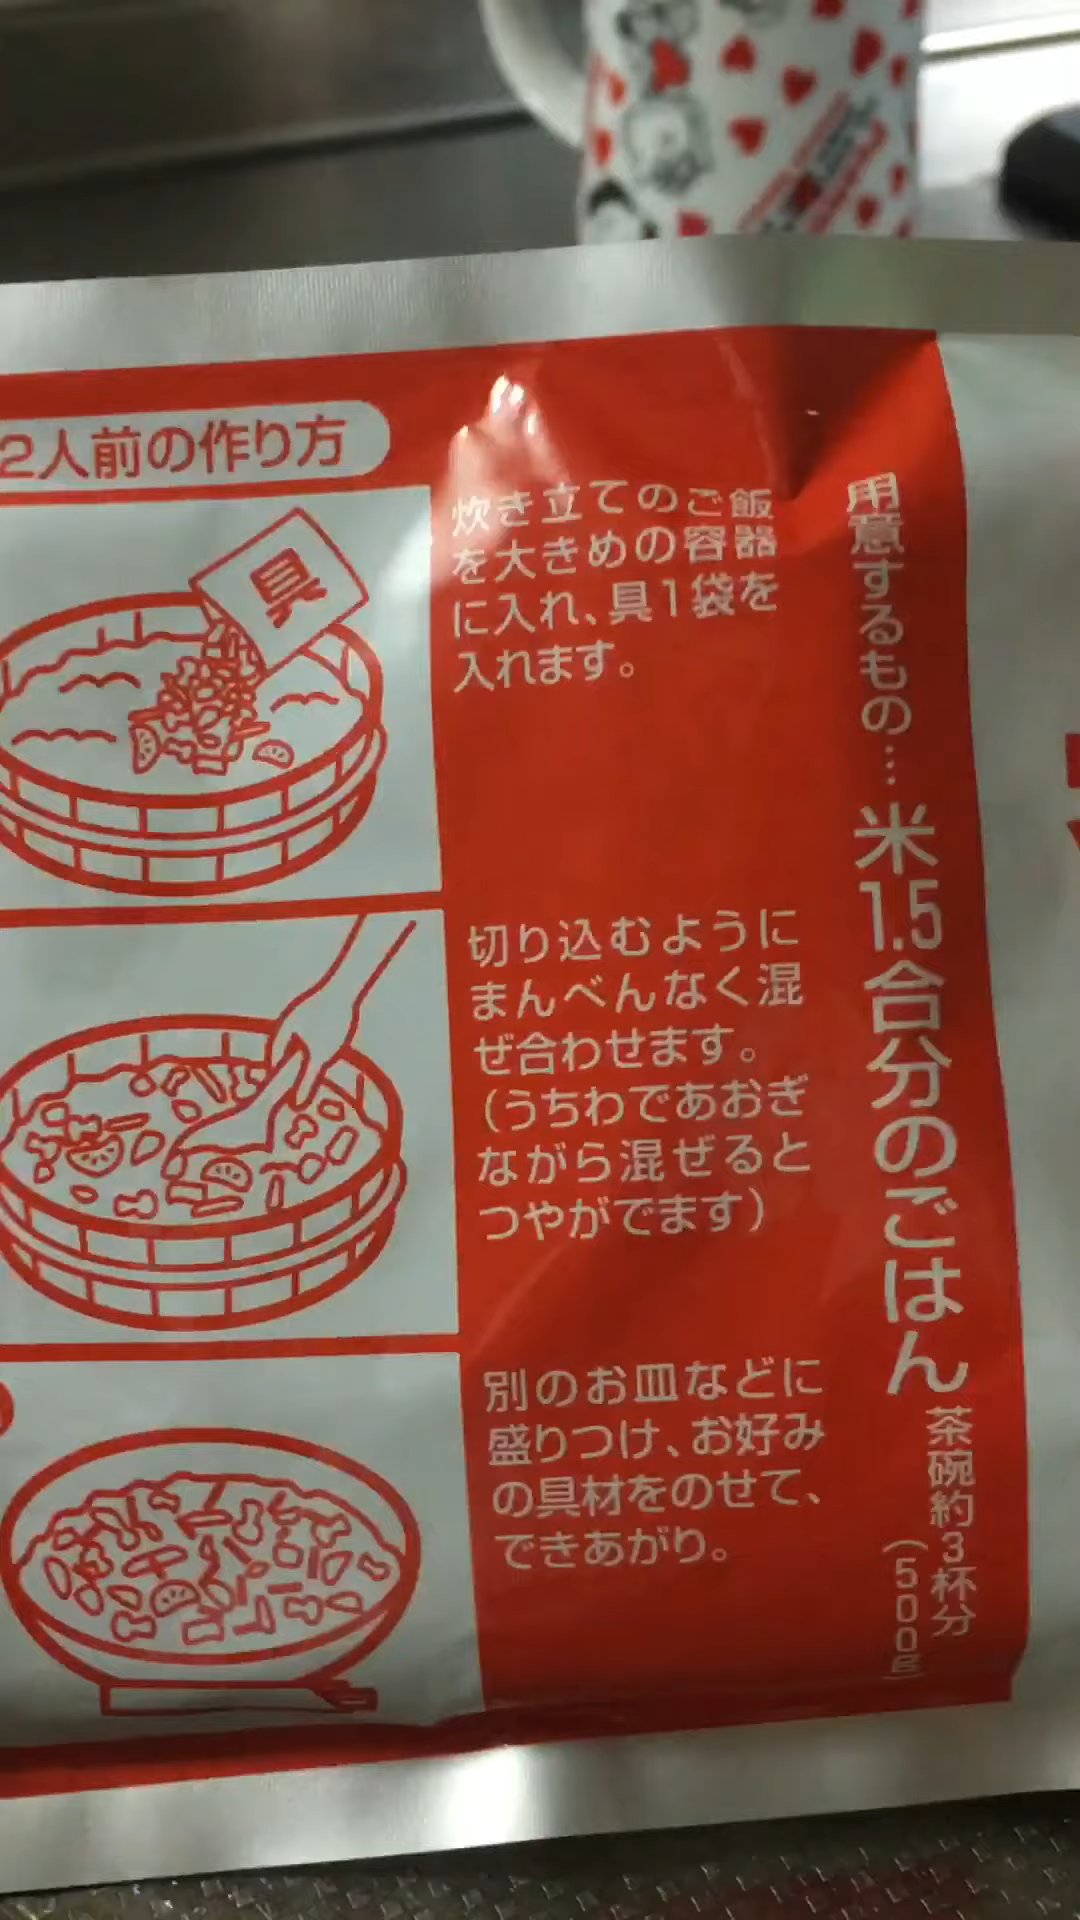 2人前の作り方
用意するもの…米1.5合分のごはん
茶碗約3杯分
(500g)
具
炊き立てのご飯
を大きめの容器
に入れ、具1袋を
入れます。
切り込むように
まんべんなく混
ぜ合わせます。
(うちわであおぎ
ながら混ぜると
つやがでます)
別のお皿などに
盛りつけ、お好み
の具材をのせて、
できあがり。